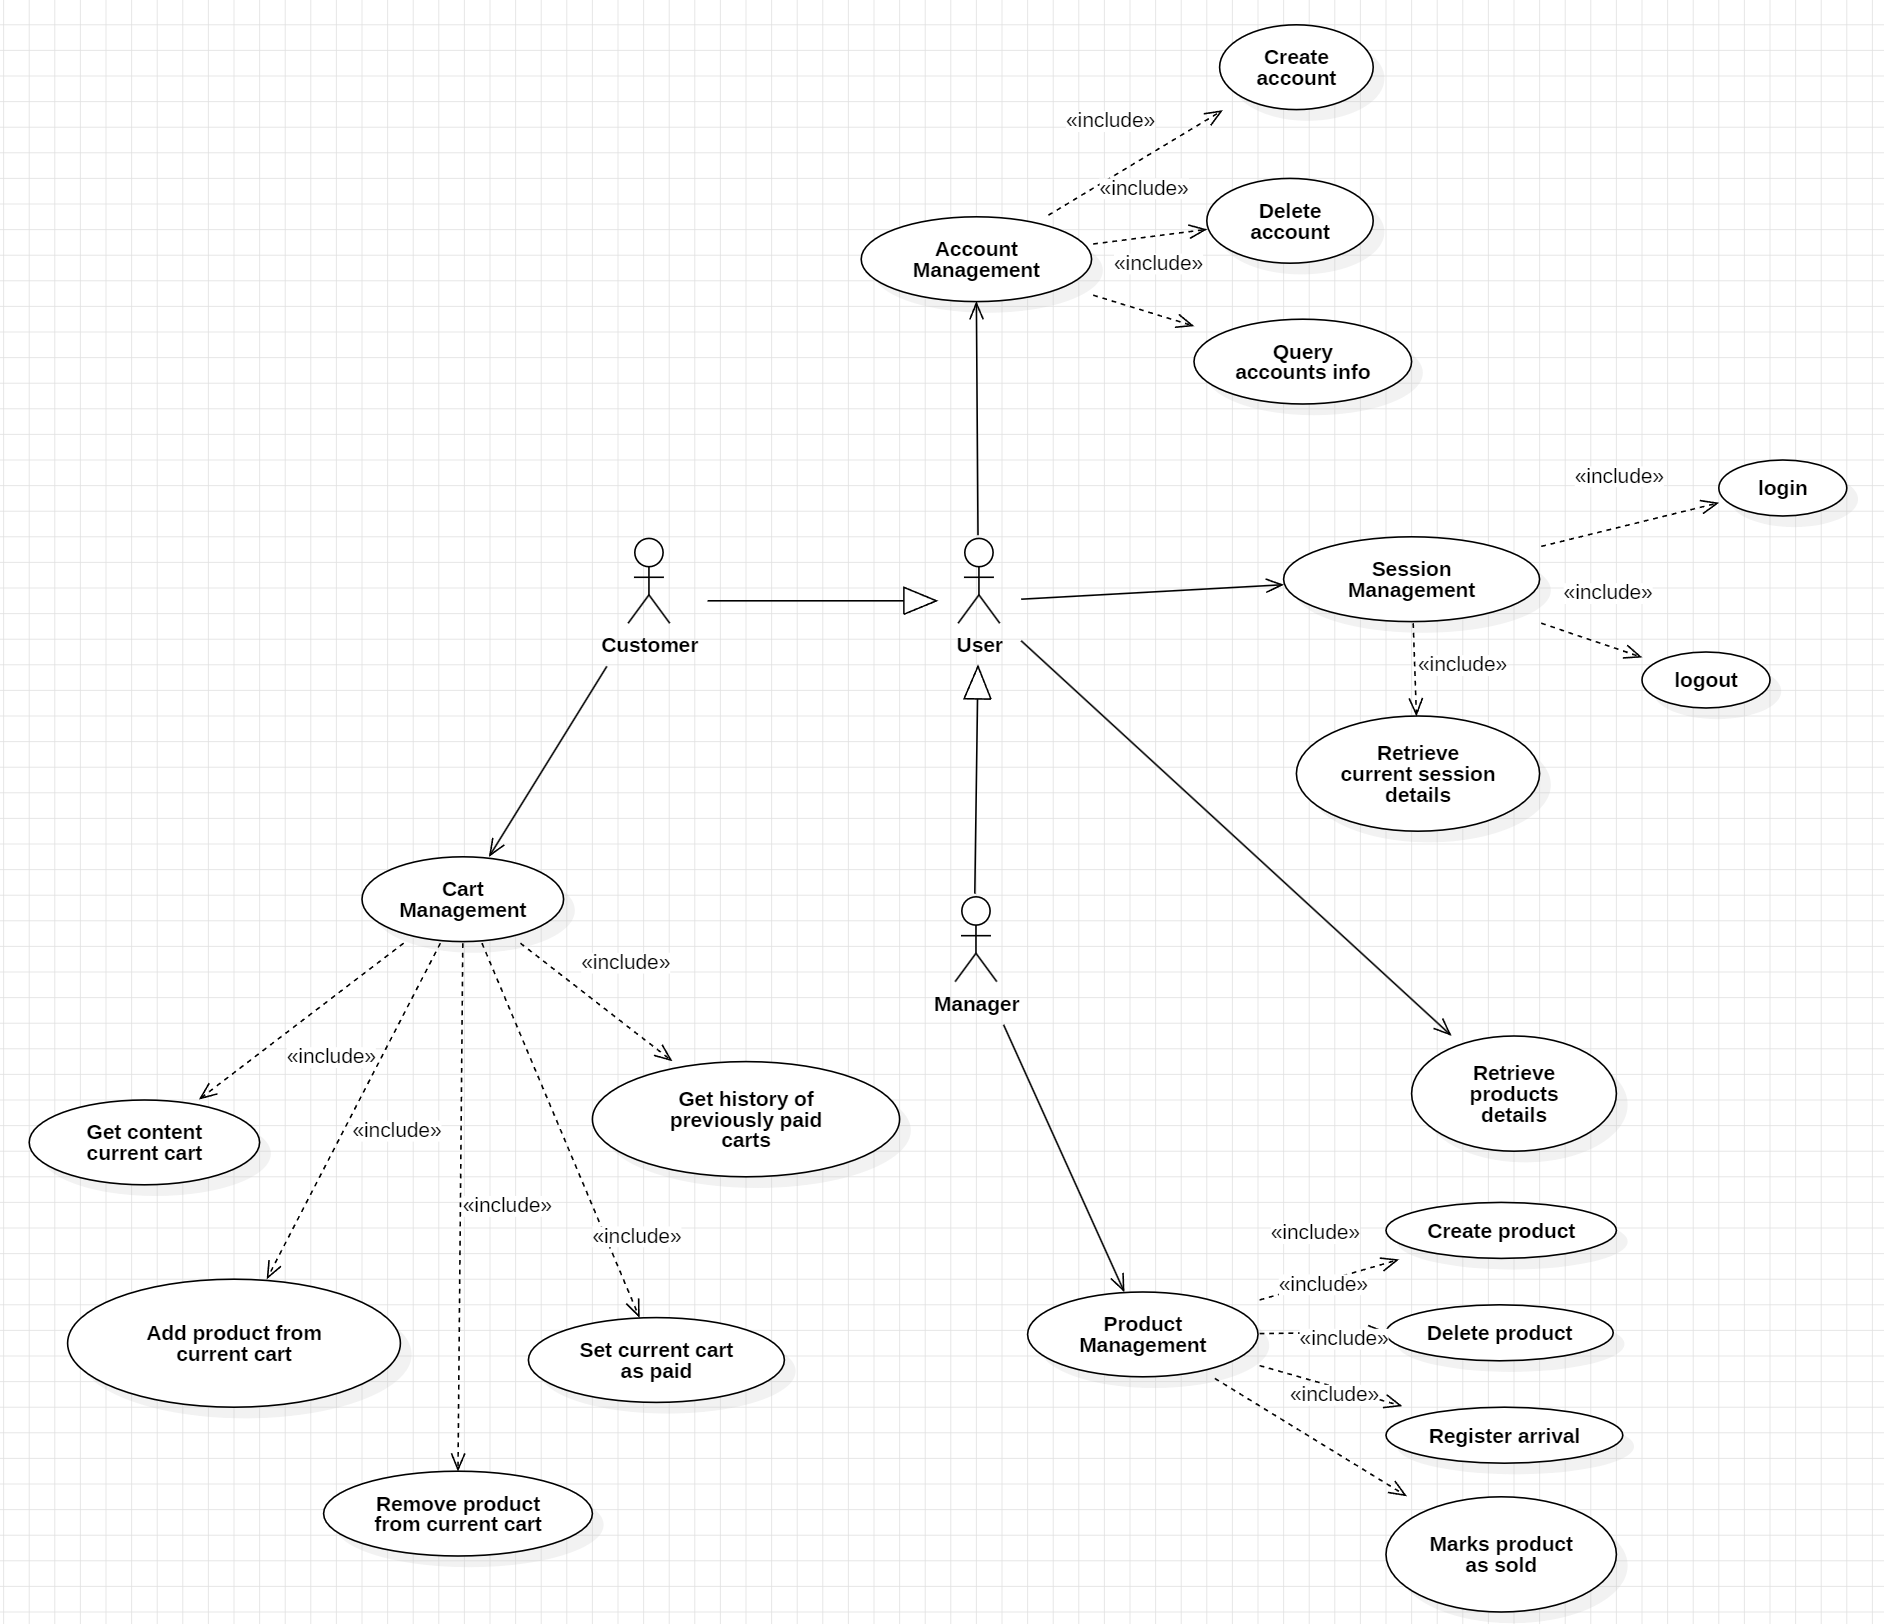 Create
account
«include»
«include»
Delete
account
Account
Management
«include»
Query
accounts info
«include»
login
Session
Management
«include»
Customer
User
«include»
logout
Retrieve
current session
details
Cart
Management
«include»
Manager
«include»
Retrieve
products
details
Get history of
previously paid
carts
Get content
current cart
«include»
«include»
«include»
«include»
Create product
«include»
Product
Management
«include»
Delete product
Add product from
current cart
Set current cart
as paid
«include»
Register arrival
Remove product
from current cart
Marks product
as sold